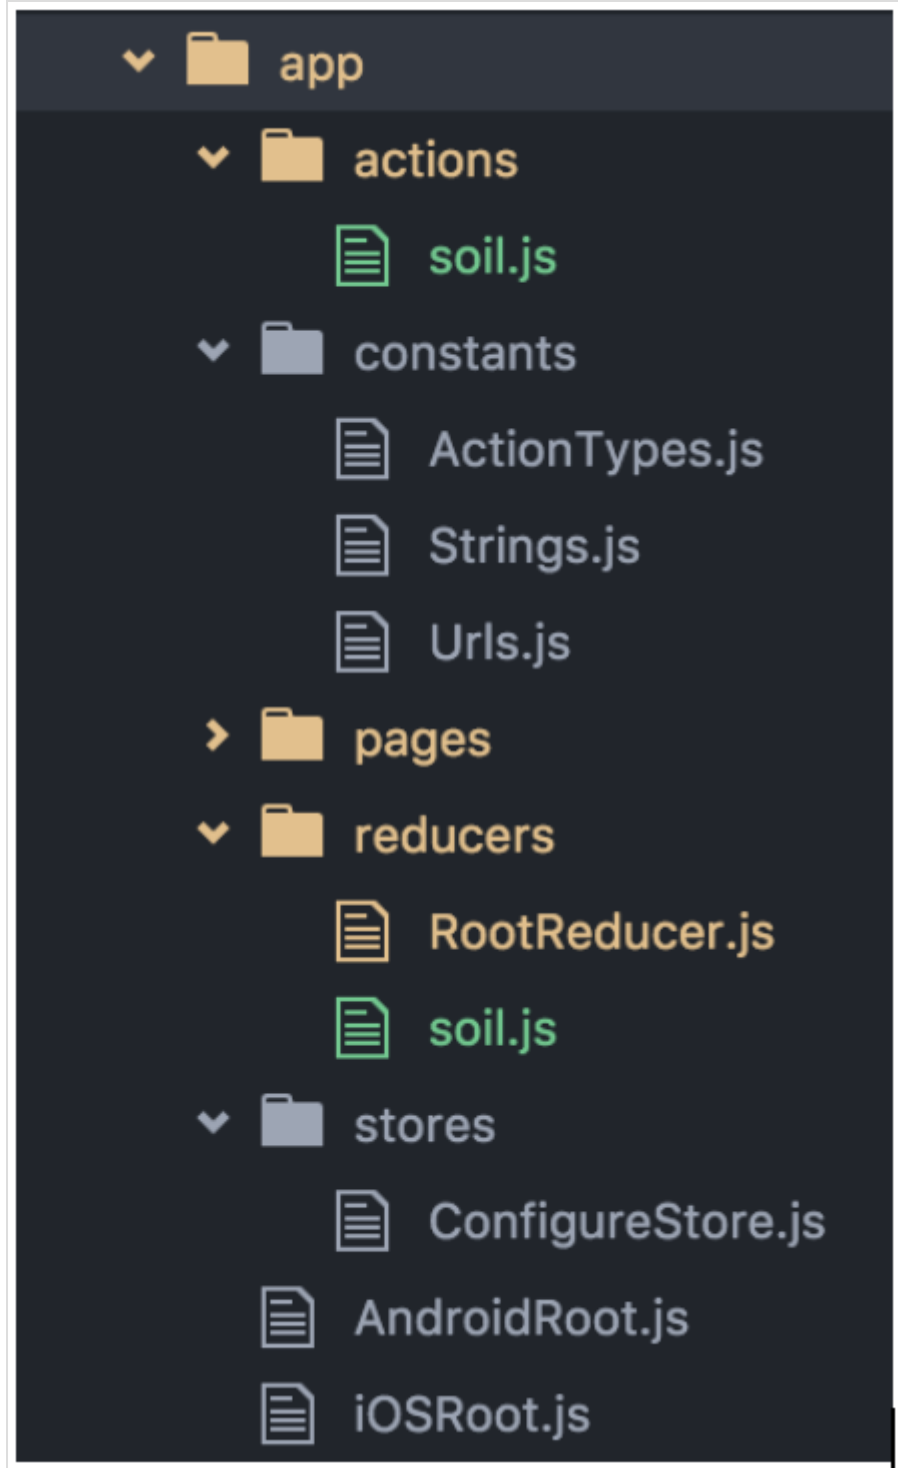 app
actions
soil.js
constants
ActionTypes.js
Strings.js
Urls.js
pages
reducers
RootReducer.js
soil.js
stores
ConfigureStore.js
AndroidRoot.js
iOSRoot.js